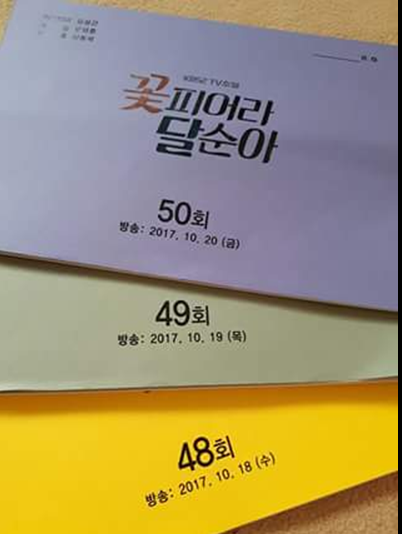 KBS2 TV소설
꽃피어라
달순아
50회
방송: 2017. 10. 20 (금)
49회
방송: 2017. 10. 19 (목)
48회
방송: 2017. 10. 18 (수)